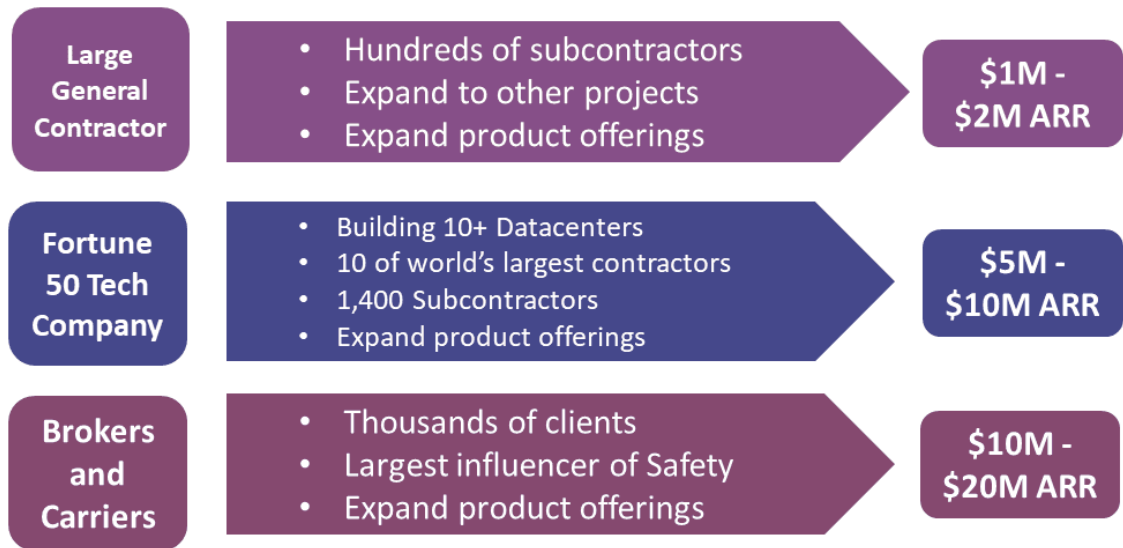 Large
General
Contractor
• Hundreds of subcontractors
• Expand to other projects
• Expand product offerings
$1M -
$2M ARR
Fortune
50 Tech
Company
• Building 10+ Datacenters
• 10 of world’s largest contractors
• 1,400 Subcontractors
• Expand product offerings
$5M -
$10M ARR
Brokers
and
Carriers
• Thousands of clients
• Largest influencer of Safety
• Expand product offerings
$10M -
$20M ARR